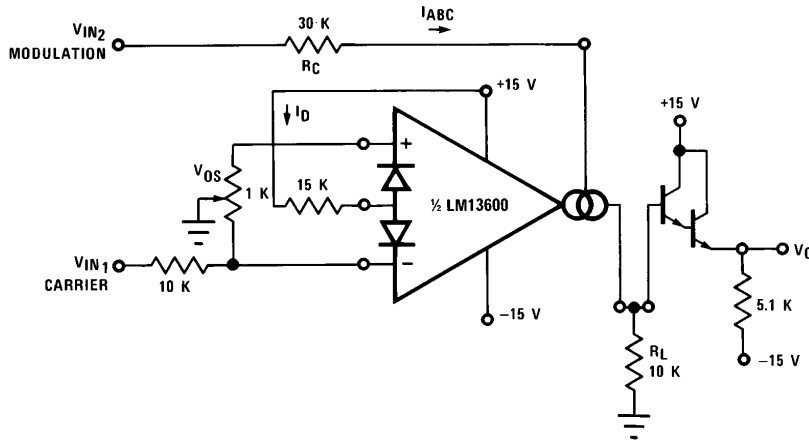 VIN2
MODULATION
30 K
RC
IABC
+15 V
ID
+15 V
VOS
1 K
15 K
+
½ LM13600
VIN1
CARRIER
10 K
−
−15 V
RL
10 K
VO
5.1 K
−15 V